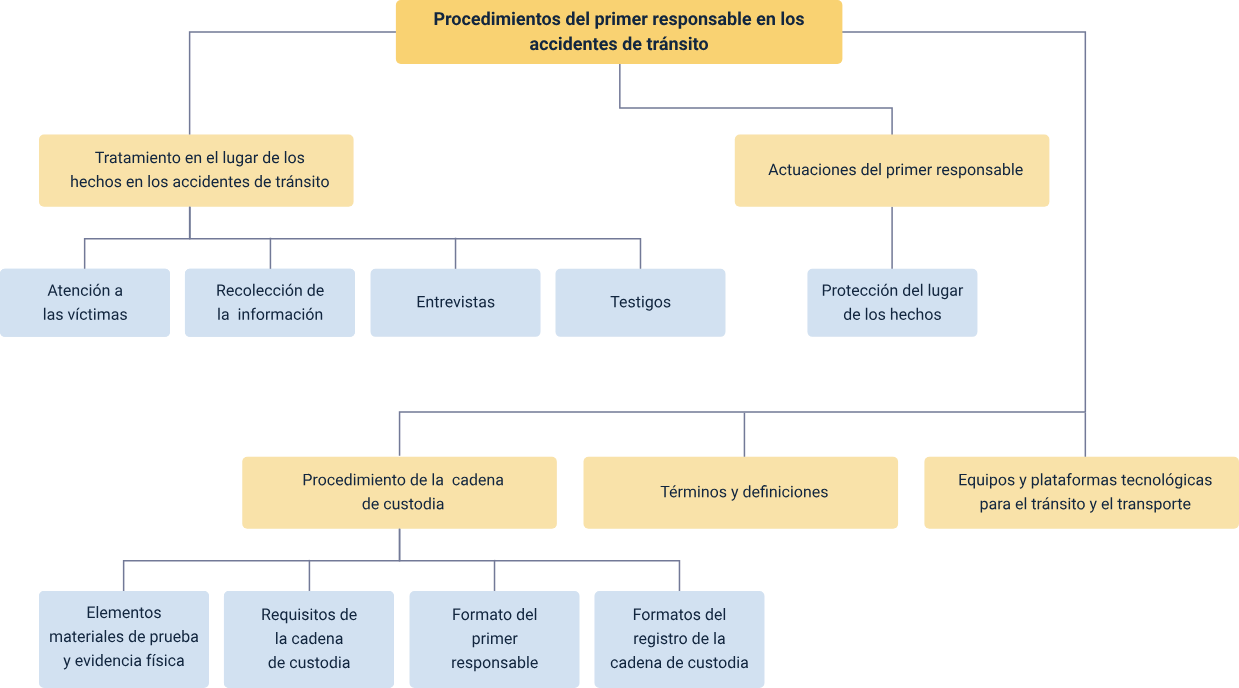 Procedimientos del primer responsable en los
accidentes de tránsito
Tratamiento en el lugar de los
hechos en los accidentes de tránsito
Actuaciones del primer responsable
Atención a
las víctimas
Recolección de
la información
Entrevistas
Testigos
Protección del lugar
de los hechos
Procedimiento de la cadena
de custodia
Términos y definiciones
Equipos y plataformas tecnológicas
para el tránsito y el transporte
Elementos
materiales de prueba
y evidencia física
Requisitos de
la cadena
de custodia
Formato del
primer
responsable
Formatos del
registro de la
cadena de custodia